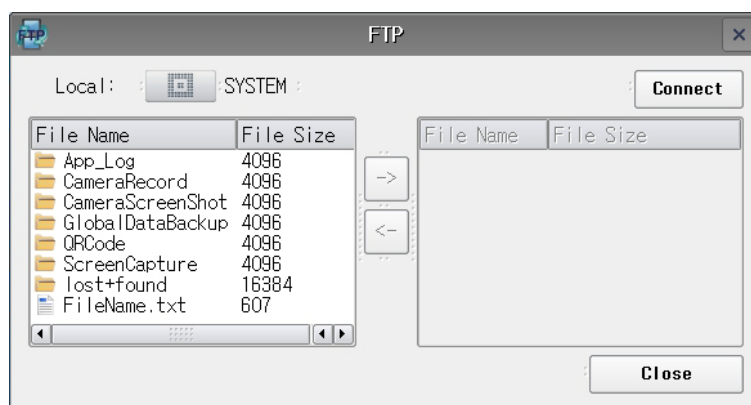 FTP
FTP
Local: SYSTEM
Connect
File Name File Size
App_Log 4096
CameraRecord 4096
CameraScreenShot 4096
GlobalDataBackup 4096
QRCode 4096
ScreenCapture 4096
lost+found 16384
FileName.txt 607
->
<-
File Name File Size
Close